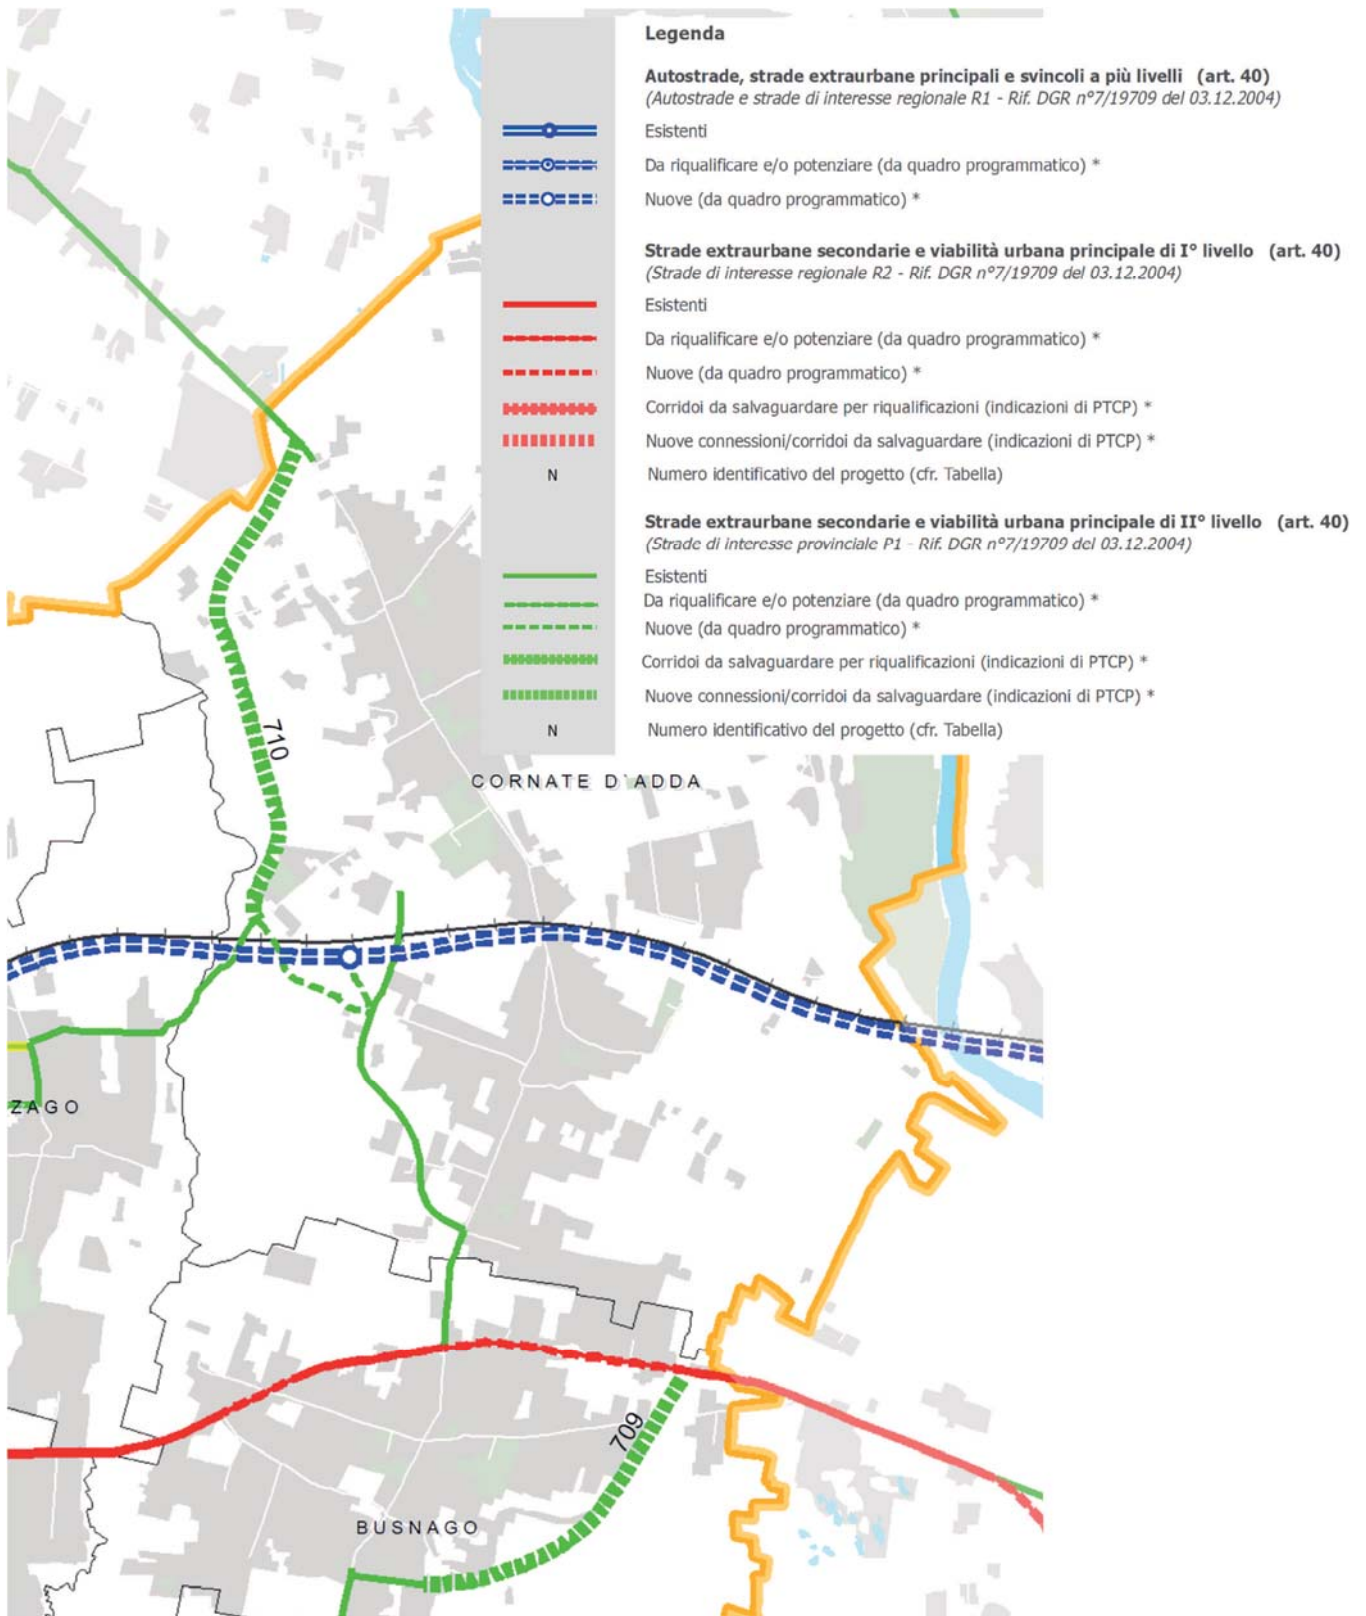 Legenda
Autostrade, strade extraurbane principali e svincoli a più livelli (art. 40)
(Autostrade e strade di interesse regionale R1 - Rif. DGR n°7/19709 del 03.12.2004)
Esistenti
Da riqualificare e/o potenziare (da quadro programmatico) *
Nuove (da quadro programmatico) *
Strade extraurbane secondarie e viabilità urbana principale di I° livello (art. 40)
(Strade di interesse regionale R2 - Rif. DGR n°7/19709 del 03.12.2004)
Esistenti
Da riqualificare e/o potenziare (da quadro programmatico) *
Nuove (da quadro programmatico) *
Corridoi da salvaguardare per riqualificazioni (indicazioni di PTCP) *
Nuove connessioni/corridoi da salvaguardare (indicazioni di PTCP) *
N Numero identificativo del progetto (cfr. Tabella)
Strade extraurbane secondarie e viabilità urbana principale di II° livello (art. 40)
(Strade di interesse provinciale P1 - Rif. DGR n°7/19709 del 03.12.2004)
Esistenti
Da riqualificare e/o potenziare (da quadro programmatico) *
Nuove (da quadro programmatico) *
Corridoi da salvaguardare per riqualificazioni (indicazioni di PTCP) *
Nuove connessioni/corridoi da salvaguardare (indicazioni di PTCP) *
N Numero identificativo del progetto (cfr. Tabella)
710
CORNATE D'ADDA
ZAGO
709
BUSNAGO